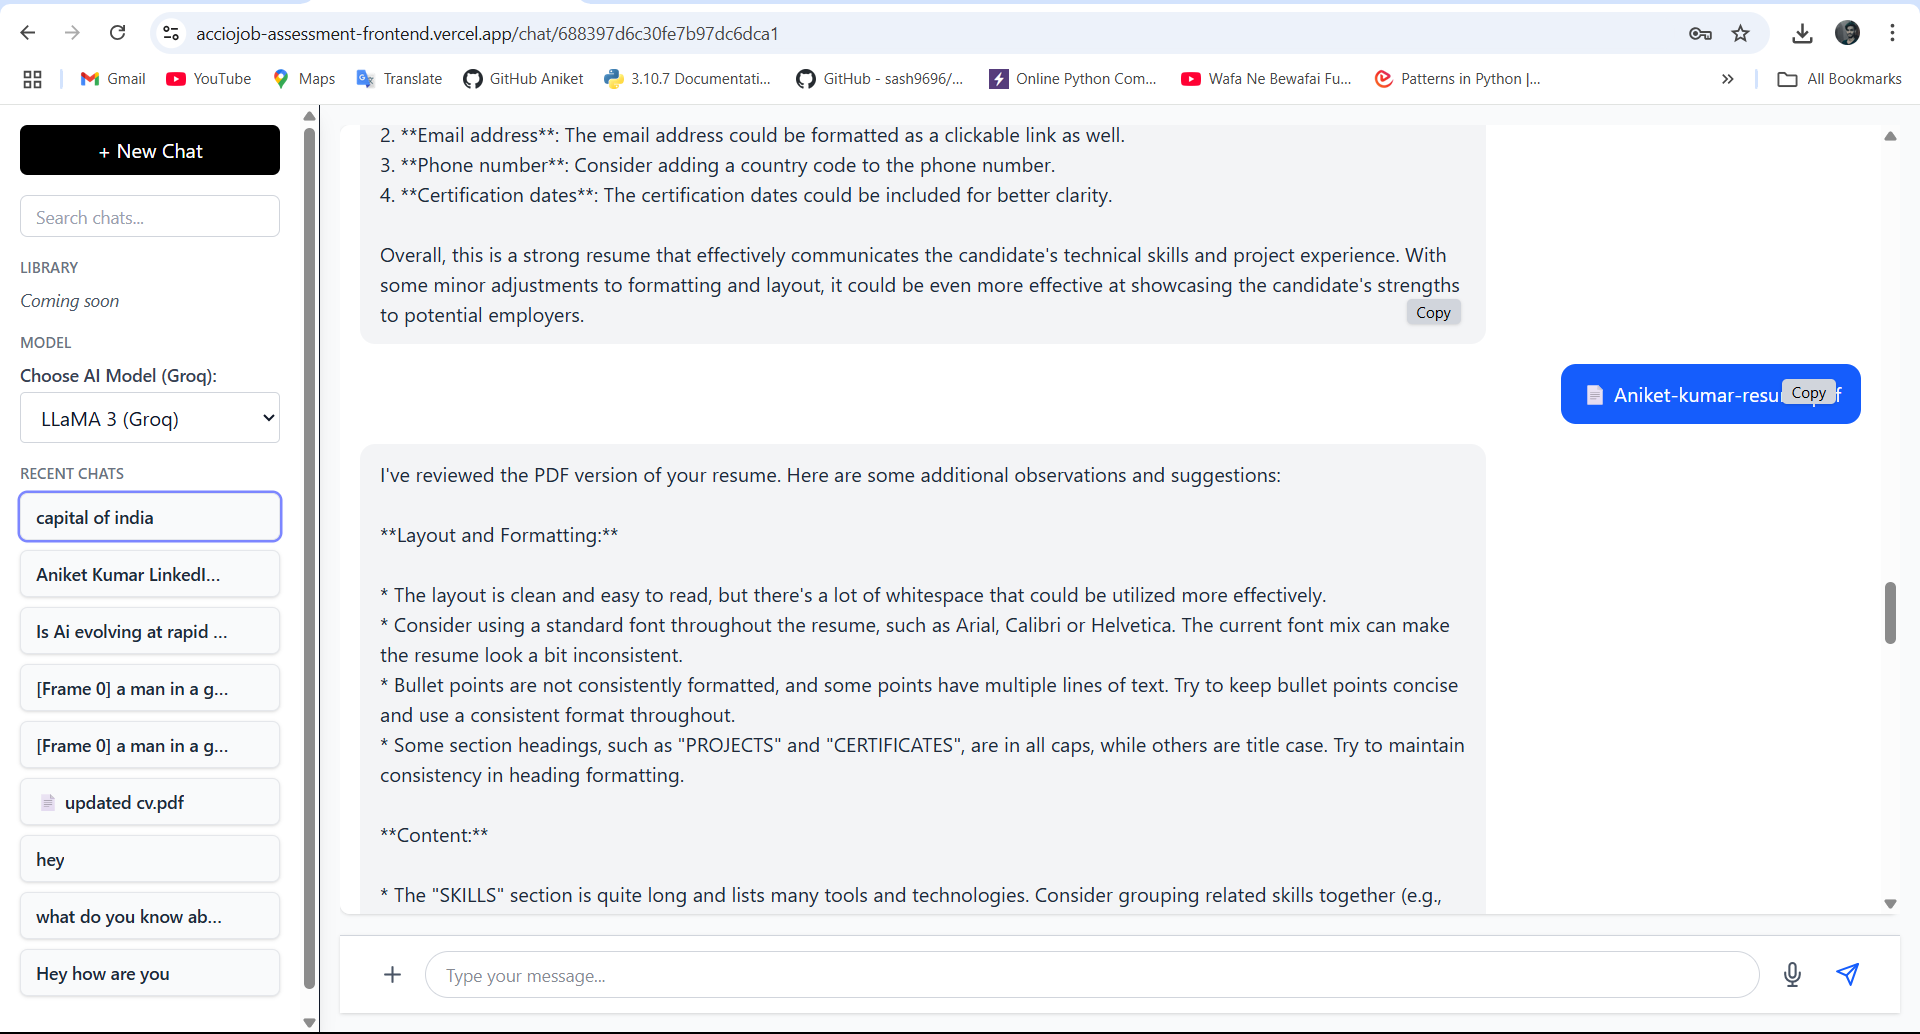 acciojob-assessment-frontend.vercel.app/chat/688397d6c30fe7b97dc6dca1
Gmail
YouTube
Maps
Translate
GitHub Aniket
3.10.7 Documentati...
GitHub - sash9696/...
Online Python Com...
Wafa Ne Bewafai Fu...
Patterns in Python |...
»
All Bookmarks
+ New Chat
Search chats...
LIBRARY
Coming soon
MODEL
Choose AI Model (Groq):
LLaMA 3 (Groq)
RECENT CHATS
capital of india
Aniket Kumar LinkedI...
Is Ai evolving at rapid ...
[Frame 0] a man in a g...
[Frame 0] a man in a g...
updated cv.pdf
hey
what do you know ab...
Hey how are you
2. **Email address**: The email address could be formatted as a clickable link as well.
3. **Phone number**: Consider adding a country code to the phone number.
4. **Certification dates**: The certification dates could be included for better clarity.
Overall, this is a strong resume that effectively communicates the candidate's technical skills and project experience. With
some minor adjustments to formatting and layout, it could be even more effective at showcasing the candidate's strengths
to potential employers.
Copy
Aniket-kumar-resu
Copy
I've reviewed the PDF version of your resume. Here are some additional observations and suggestions:
**Layout and Formatting:**
* The layout is clean and easy to read, but there's a lot of whitespace that could be utilized more effectively.
* Consider using a standard font throughout the resume, such as Arial, Calibri or Helvetica. The current font mix can make
the resume look a bit inconsistent.
* Bullet points are not consistently formatted, and some points have multiple lines of text. Try to keep bullet points concise
and use a consistent format throughout.
* Some section headings, such as "PROJECTS" and "CERTIFICATES", are in all caps, while others are title case. Try to maintain
consistency in heading formatting.
**Content:**
* The "SKILLS" section is quite long and lists many tools and technologies. Consider grouping related skills together (e.g.,
Type your message...